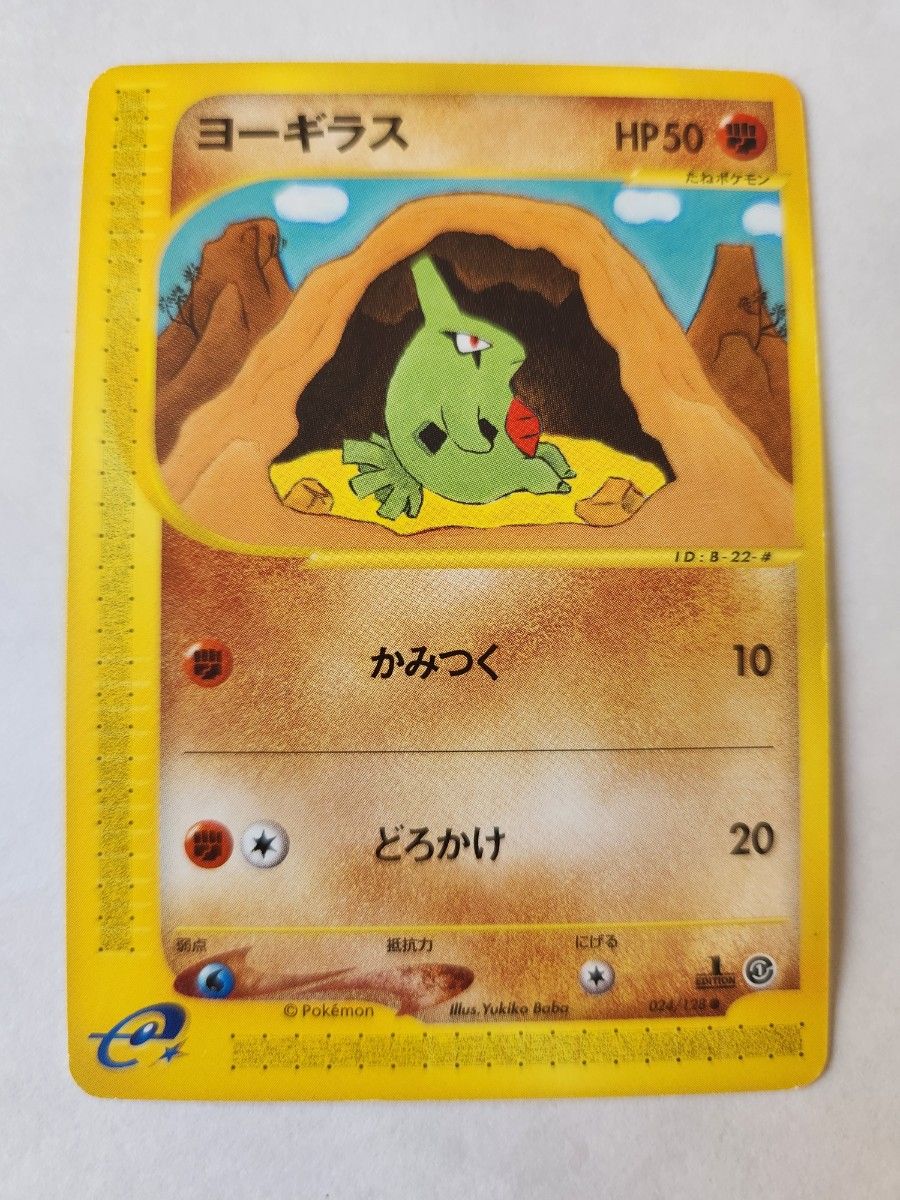 ヨーギラス
HP50
たねポケモン
ID:B-22-#
かみつく 10
どろかけ 20
弱点 抵抗力 にげる
1 EDITION
© Pokémon Illus.Yukiko Baba 024/128 ●
e